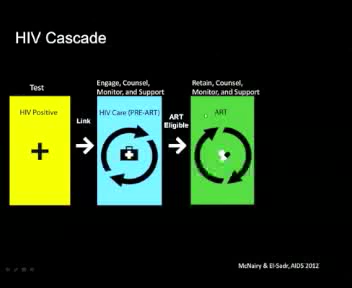 HIV Cascade
Test
Engage, Counsel,
Monitor, and Support
Retain, Counsel,
Monitor, and Support
HIV Positive
Link
HIV Care (PRE-ART)
ART
Eligible
ART
McNairy & El-Sadr, AIDS 2012